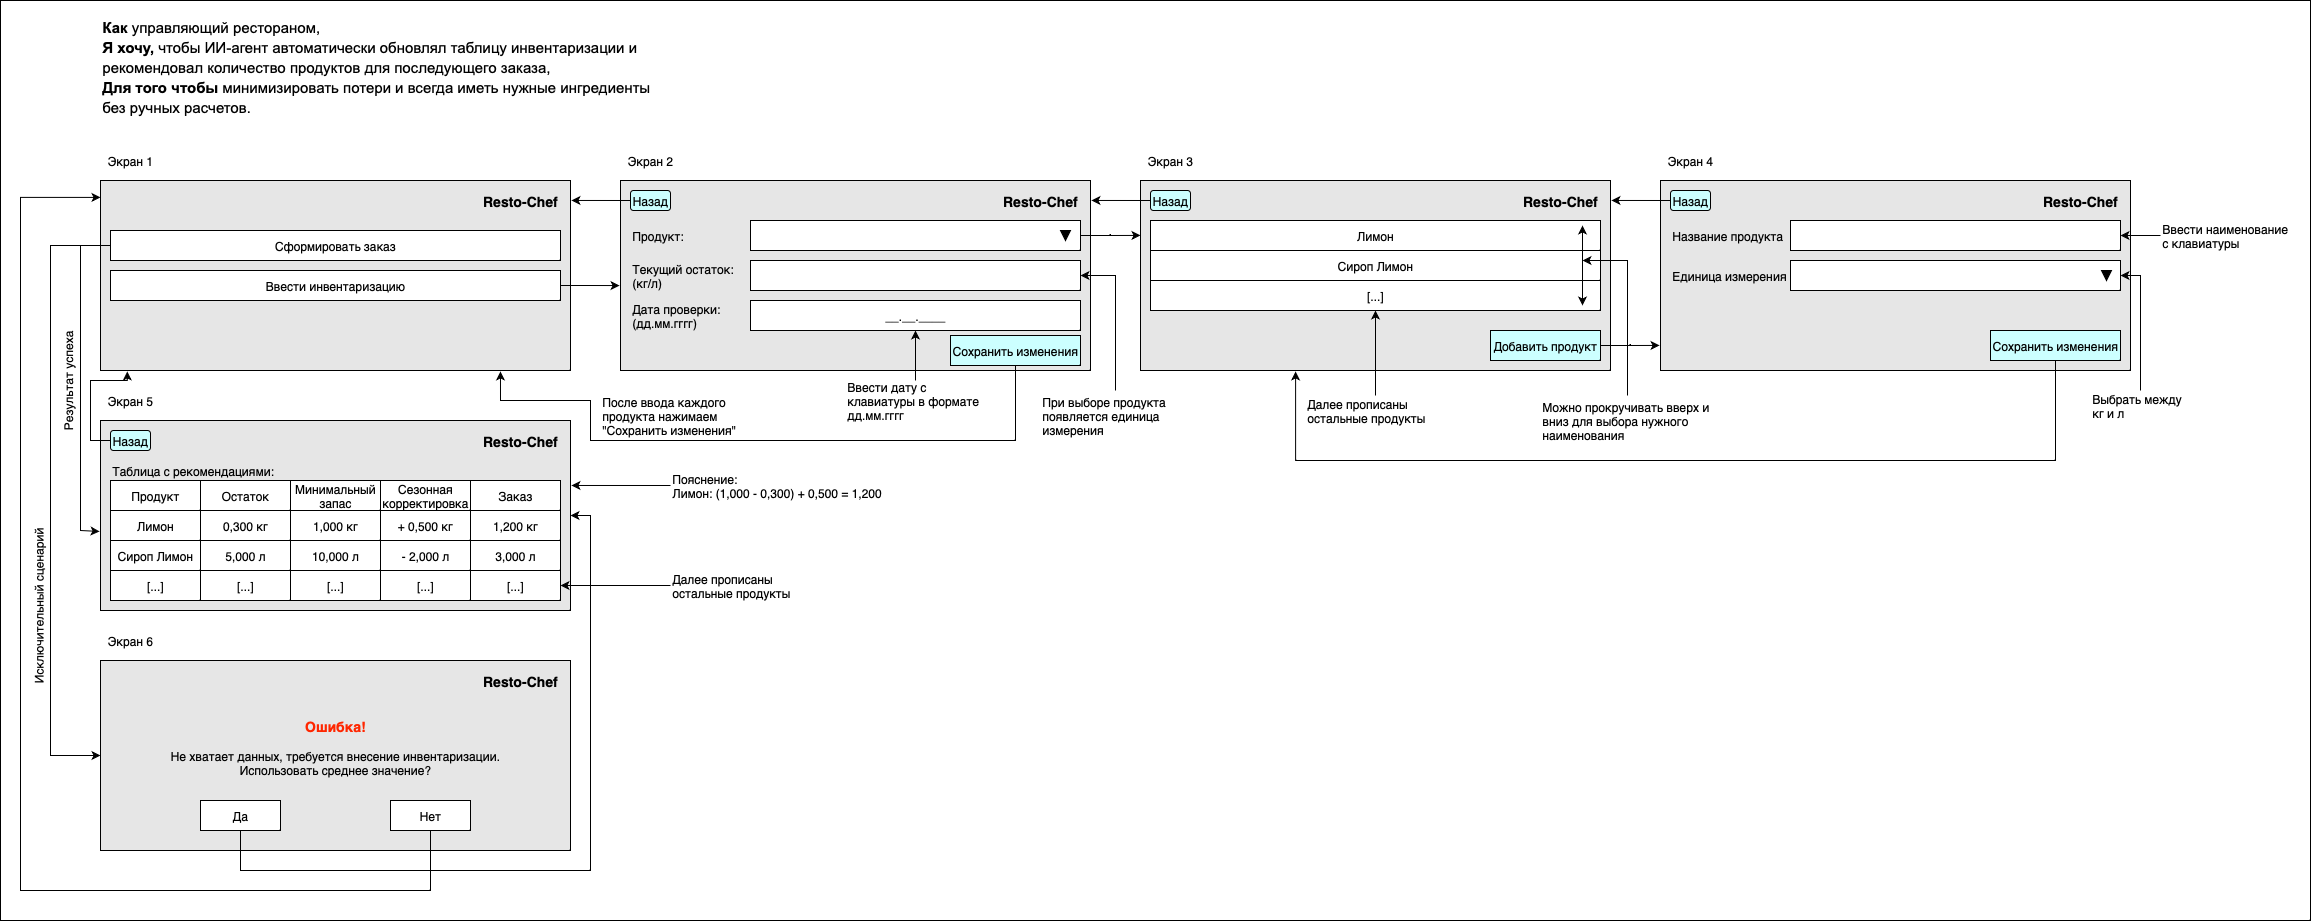 Как управляющий рестораном,
Я хочу, чтобы ИИ-агент автоматически обновлял таблицу инвентаризации и
рекомендовал количество продуктов для последующего заказа,
Для того чтобы минимизировать потери и всегда иметь нужные ингредиенты
без ручных расчетов.
Экран 1
Resto-Chef
Сформировать заказ
Ввести инвентаризацию
Экран 2
Назад
Resto-Chef
Продукт:
Текущий остаток:
(кг/л)
Дата проверки:
(дд.мм.гггг)
__.__.____
Сохранить изменения
После ввода каждого
продукта нажимаем
"Сохранить изменения"
Ввести дату с
клавиатуры в формате
дд.мм.гггг
При выборе продукта
появляется единица
измерения
Экран 3
Назад
Resto-Chef
Лимон
Сироп Лимон
[...]
Добавить продукт
Далее прописаны
остальные продукты
Можно прокручивать вверх и
вниз для выбора нужного
наименования
Экран 4
Назад
Resto-Chef
Название продукта
Единица измерения
Сохранить изменения
Ввести наименование
с клавиатуры
Выбрать между
кг и л
Результат успеха
Исключительный сценарий
Экран 5
Назад
Resto-Chef
Таблица с рекомендациями:
Продукт Остаток Минимальный запас Сезонная корректировка Заказ
Лимон 0,300 кг 1,000 кг + 0,500 кг 1,200 кг
Сироп Лимон 5,000 л 10,000 л - 2,000 л 3,000 л
[...] [...] [...] [...] [...]
Пояснение:
Лимон: (1,000 - 0,300) + 0,500 = 1,200
Далее прописаны
остальные продукты
Экран 6
Resto-Chef
Ошибка!
Не хватает данных, требуется внесение инвентаризации.
Использовать среднее значение?
Да
Нет